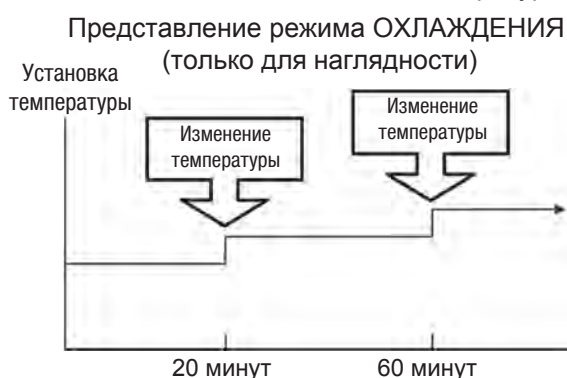 Представление режима ОХЛАЖДЕНИЯ
(только для наглядности)
Установка
температуры
Изменение
температуры
Изменение
температуры
20 минут
60 минут